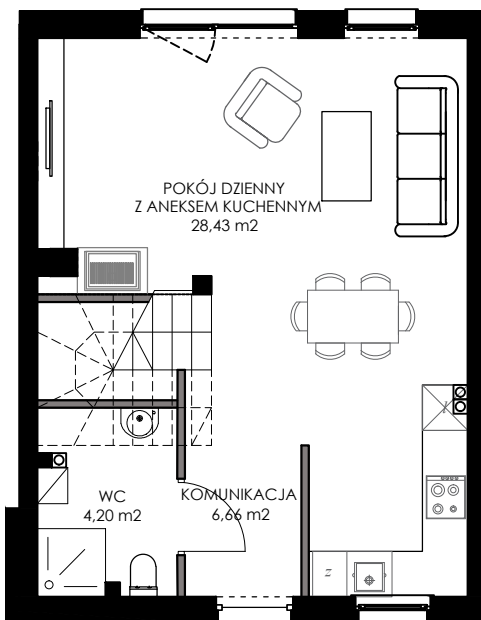 POKÓJ DZIENNY
Z ANEKSEM KUCHENNYM
28,43 m2
WC
4,20 m2
KOMUNIKACJA
6,66 m2
l
z